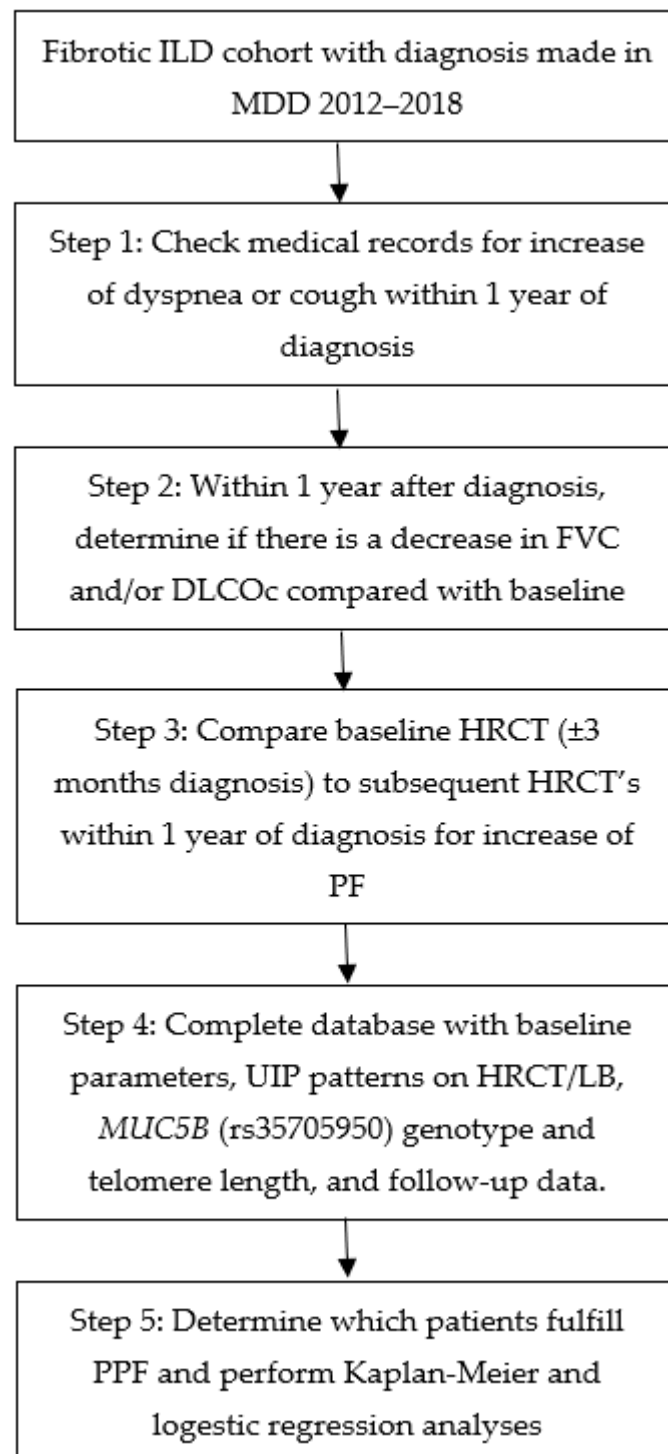 Fibrotic ILD cohort with diagnosis made in
MDD 2012–2018
Step 1: Check medical records for increase
of dyspnea or cough within 1 year of
diagnosis
Step 2: Within 1 year after diagnosis,
determine if there is a decrease in FVC
and/or DLCOc compared with baseline
Step 3: Compare baseline HRCT (±3
months diagnosis) to subsequent HRCT’s
within 1 year of diagnosis for increase of
PF
Step 4: Complete database with baseline
parameters, UIP patterns on HRCT/LB,
MUC5B (rs35705950) genotype and
telomere length, and follow-up data.
Step 5: Determine which patients fulfill
PPF and perform Kaplan-Meier and
logestic regression analyses